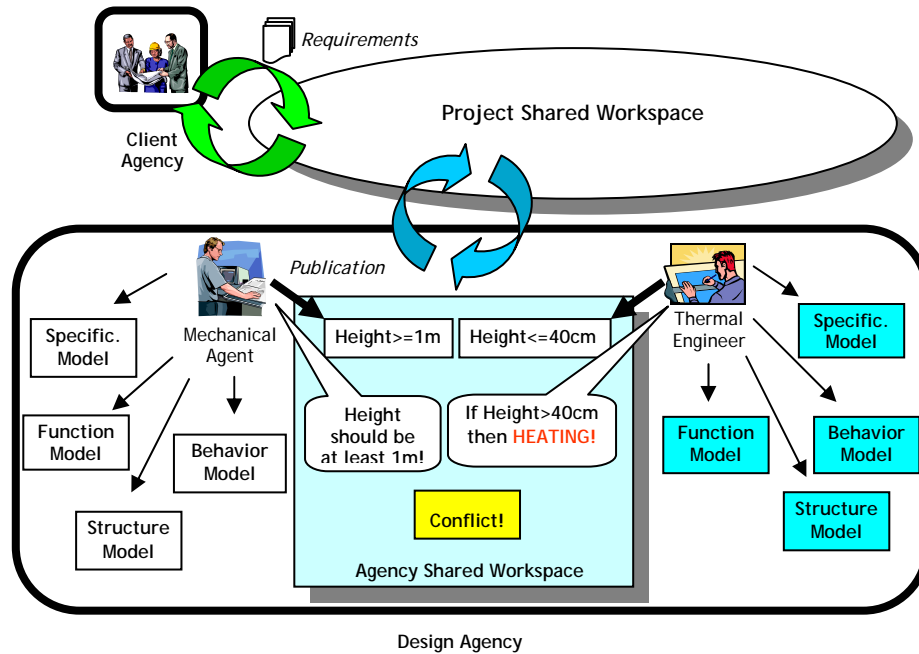 Requirements
Project Shared Workspace
Client
Agency
Publication
Mechanical
Agent
Specific.
Model
Function
Model
Behavior
Model
Structure
Model
Height>=1m
Height<=40cm
Height
should be
at least 1m!
If Height>40cm
then HEATING!
Conflict!
Agency Shared Workspace
Thermal
Engineer
Specific.
Model
Function
Model
Behavior
Model
Structure
Model
Design Agency